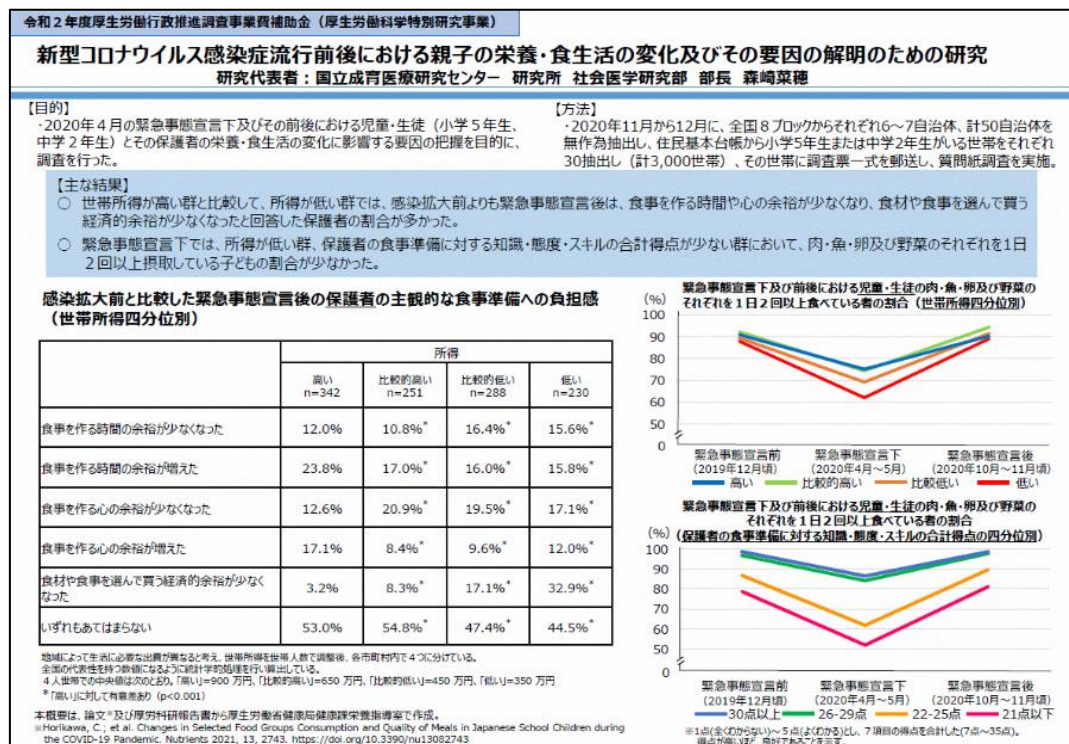 令和２年度厚生労働行政推進調査事業費補助金（厚生労働科学特別研究事業）
新型コロナウイルス感染症流行前後における親子の栄養・食生活の変化及びその要因の解明のための研究
研究代表者：国立成育医療研究センター 研究所 社会医学研究部 部長 森崎菜穂
【目的】
・2020年４月の緊急事態宣言下及びその前後における児童・生徒（小学５年生、
中学２年生）とその保護者の栄養・食生活の変化に影響する要因の把握を目的に、
調査を行った。
【方法】
・2020年11月から12月に、全国８ブロックからそれぞれ6～7自治体、計50自治体を
無作為抽出し、住民基本台帳から小学5年生または中学2年生がいる世帯をそれぞれ
30抽出し（計3,000世帯）、その世帯に調査票一式を郵送し、質問紙調査を実施。
【主な結果】
○ 世帯所得が高い群と比較して、所得が低い群では、感染拡大前よりも緊急事態宣言後は、食事を作る時間や心の余裕が少なくなり、食材や食事を選んで買う
経済的余裕が少なくなったと回答した保護者の割合が多かった。
○ 緊急事態宣言下では、所得が低い群、保護者の食事準備に対する知識・態度・スキルの合計得点が少ない群において、肉・魚・卵及び野菜のそれぞれを1日
２回以上摂取している子どもの割合が少なかった。
感染拡大前と比較した緊急事態宣言後の保護者の主観的な食事準備への負担感
（世帯所得四分位別）
所得
高い 比較的高い 比較的低い 低い
n=342 n=251 n=288 n=230
食事を作る時間の余裕が少なくなった 12.0% 10.8%* 16.4%* 15.6%*
食事を作る時間の余裕が増えた 23.8% 17.0%* 16.0%* 15.8%*
食事を作る心の余裕が少なくなった 12.6% 20.9%* 19.5%* 17.1%*
食事を作る心の余裕が増えた 17.1% 8.4%* 9.6%* 12.0%*
食材や食事を選んで買う経済的余裕が少なく
なった 3.2% 8.3%* 17.1%* 32.9%*
いずれもあてはまらない 53.0% 54.8%* 47.4%* 44.5%*
地域によって生活に必要な出費が異なると考え、世帯所得を世帯人数で調整後、各市町村内で４つに分けている。
全国の代表性を持つ数値になるように統計学的処理を行い算出している。
４人世帯での中央値は次のとおり。「高い」=900 万円、「比較的高い」=650 万円、「比較的低い」=450 万円、「低い」=350 万円
*「高い」に対して有意差あり（p<0.001）
本概要は、論文※及び厚労科研報告書から厚生労働省健康局健康課栄養指導室で作成。
※Horikawa, C.; et al. Changes in Selected Food Groups Consumption and Quality of Meals in Japanese School Children during
the COVID-19 Pandemic. Nutrients 2021, 13, 2743. https://doi.org/10.3390/nu13082743
緊急事態宣言下及び前後における児童・生徒の肉・魚・卵及び野菜の
それぞれを１日２回以上食べている者の割合（世帯所得四分位別）
(%)
100
90
80
70
60
50
0
緊急事態宣言前 緊急事態宣言下 緊急事態宣言後
(2019年12月頃) (2020年4月～5月) (2020年10月～11月頃)
高い 比較的高い 比較低い 低い
緊急事態宣言下及び前後における児童・生徒の肉・魚・卵及び野菜の
それぞれを１日２回以上食べている者の割合
(保護者の食事準備に対する知識・態度・スキルの合計得点の四分位別)
(%)
100
90
80
70
60
50
0
緊急事態宣言前 緊急事態宣言下 緊急事態宣言後
(2019年12月頃) (2020年4月～5月) (2020年10月～11月頃)
30点以上 26-29点 22-25点 21点以下
※1点(全くわからない)～５点(よくわかる)とし、７項目の得点を合計した(7点～35点)。
得点が高いほど、良好であることを示す。